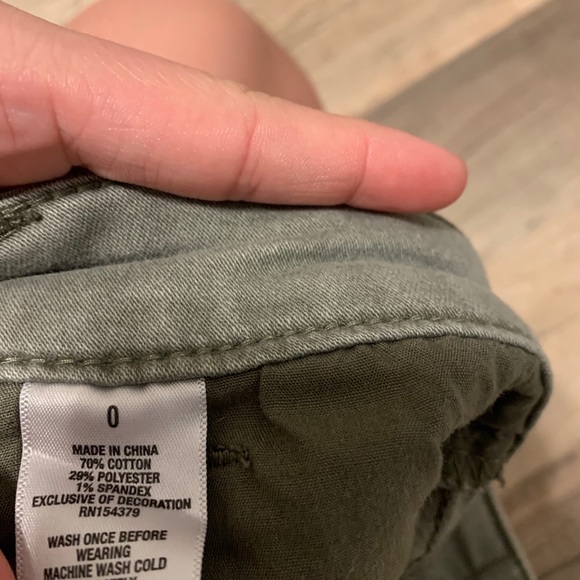 0
MADE IN CHINA
70% COTTON
29% POLYESTER
1% SPANDEX
EXCLUSIVE OF DECORATION
RN154379
WASH ONCE BEFORE
WEARING
MACHINE WASH COLD